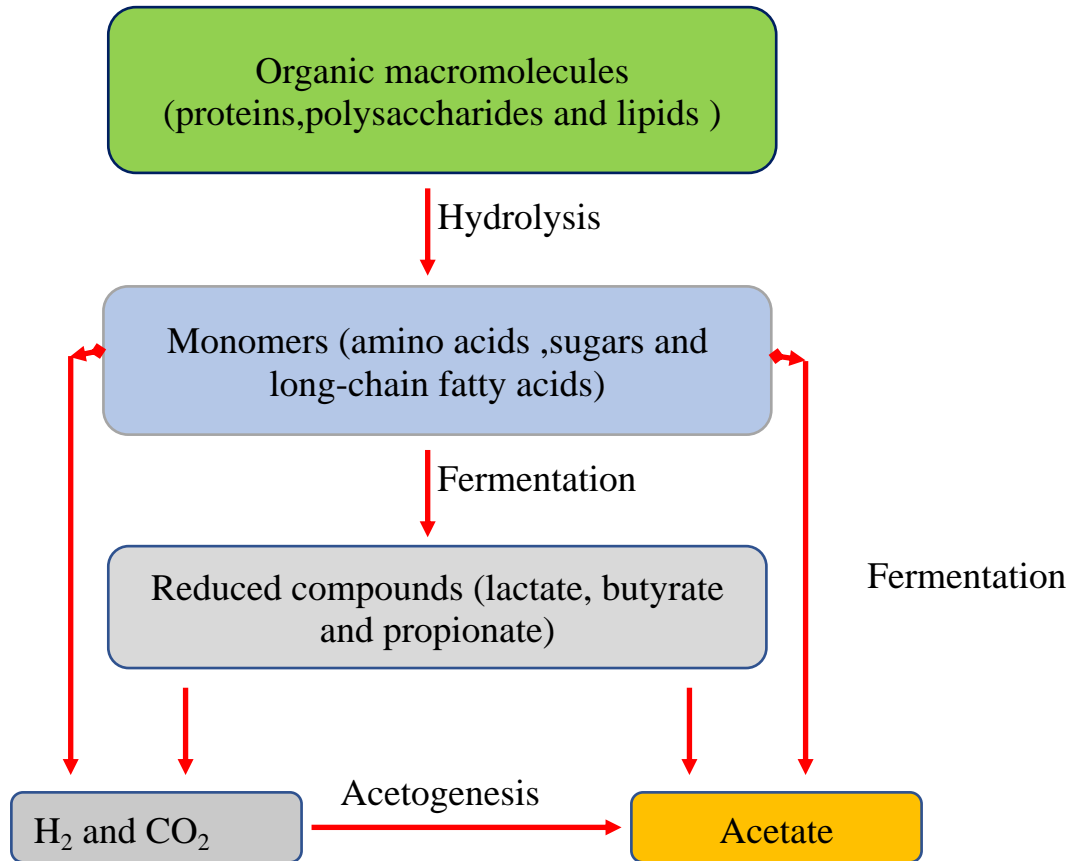 Organic macromolecules
(proteins,polysaccharides and lipids )
Hydrolysis
Monomers (amino acids ,sugars and
long-chain fatty acids)
Fermentation
Reduced compounds (lactate, butyrate
and propionate)
Fermentation
Acetogenesis
H₂ and CO₂
Acetate